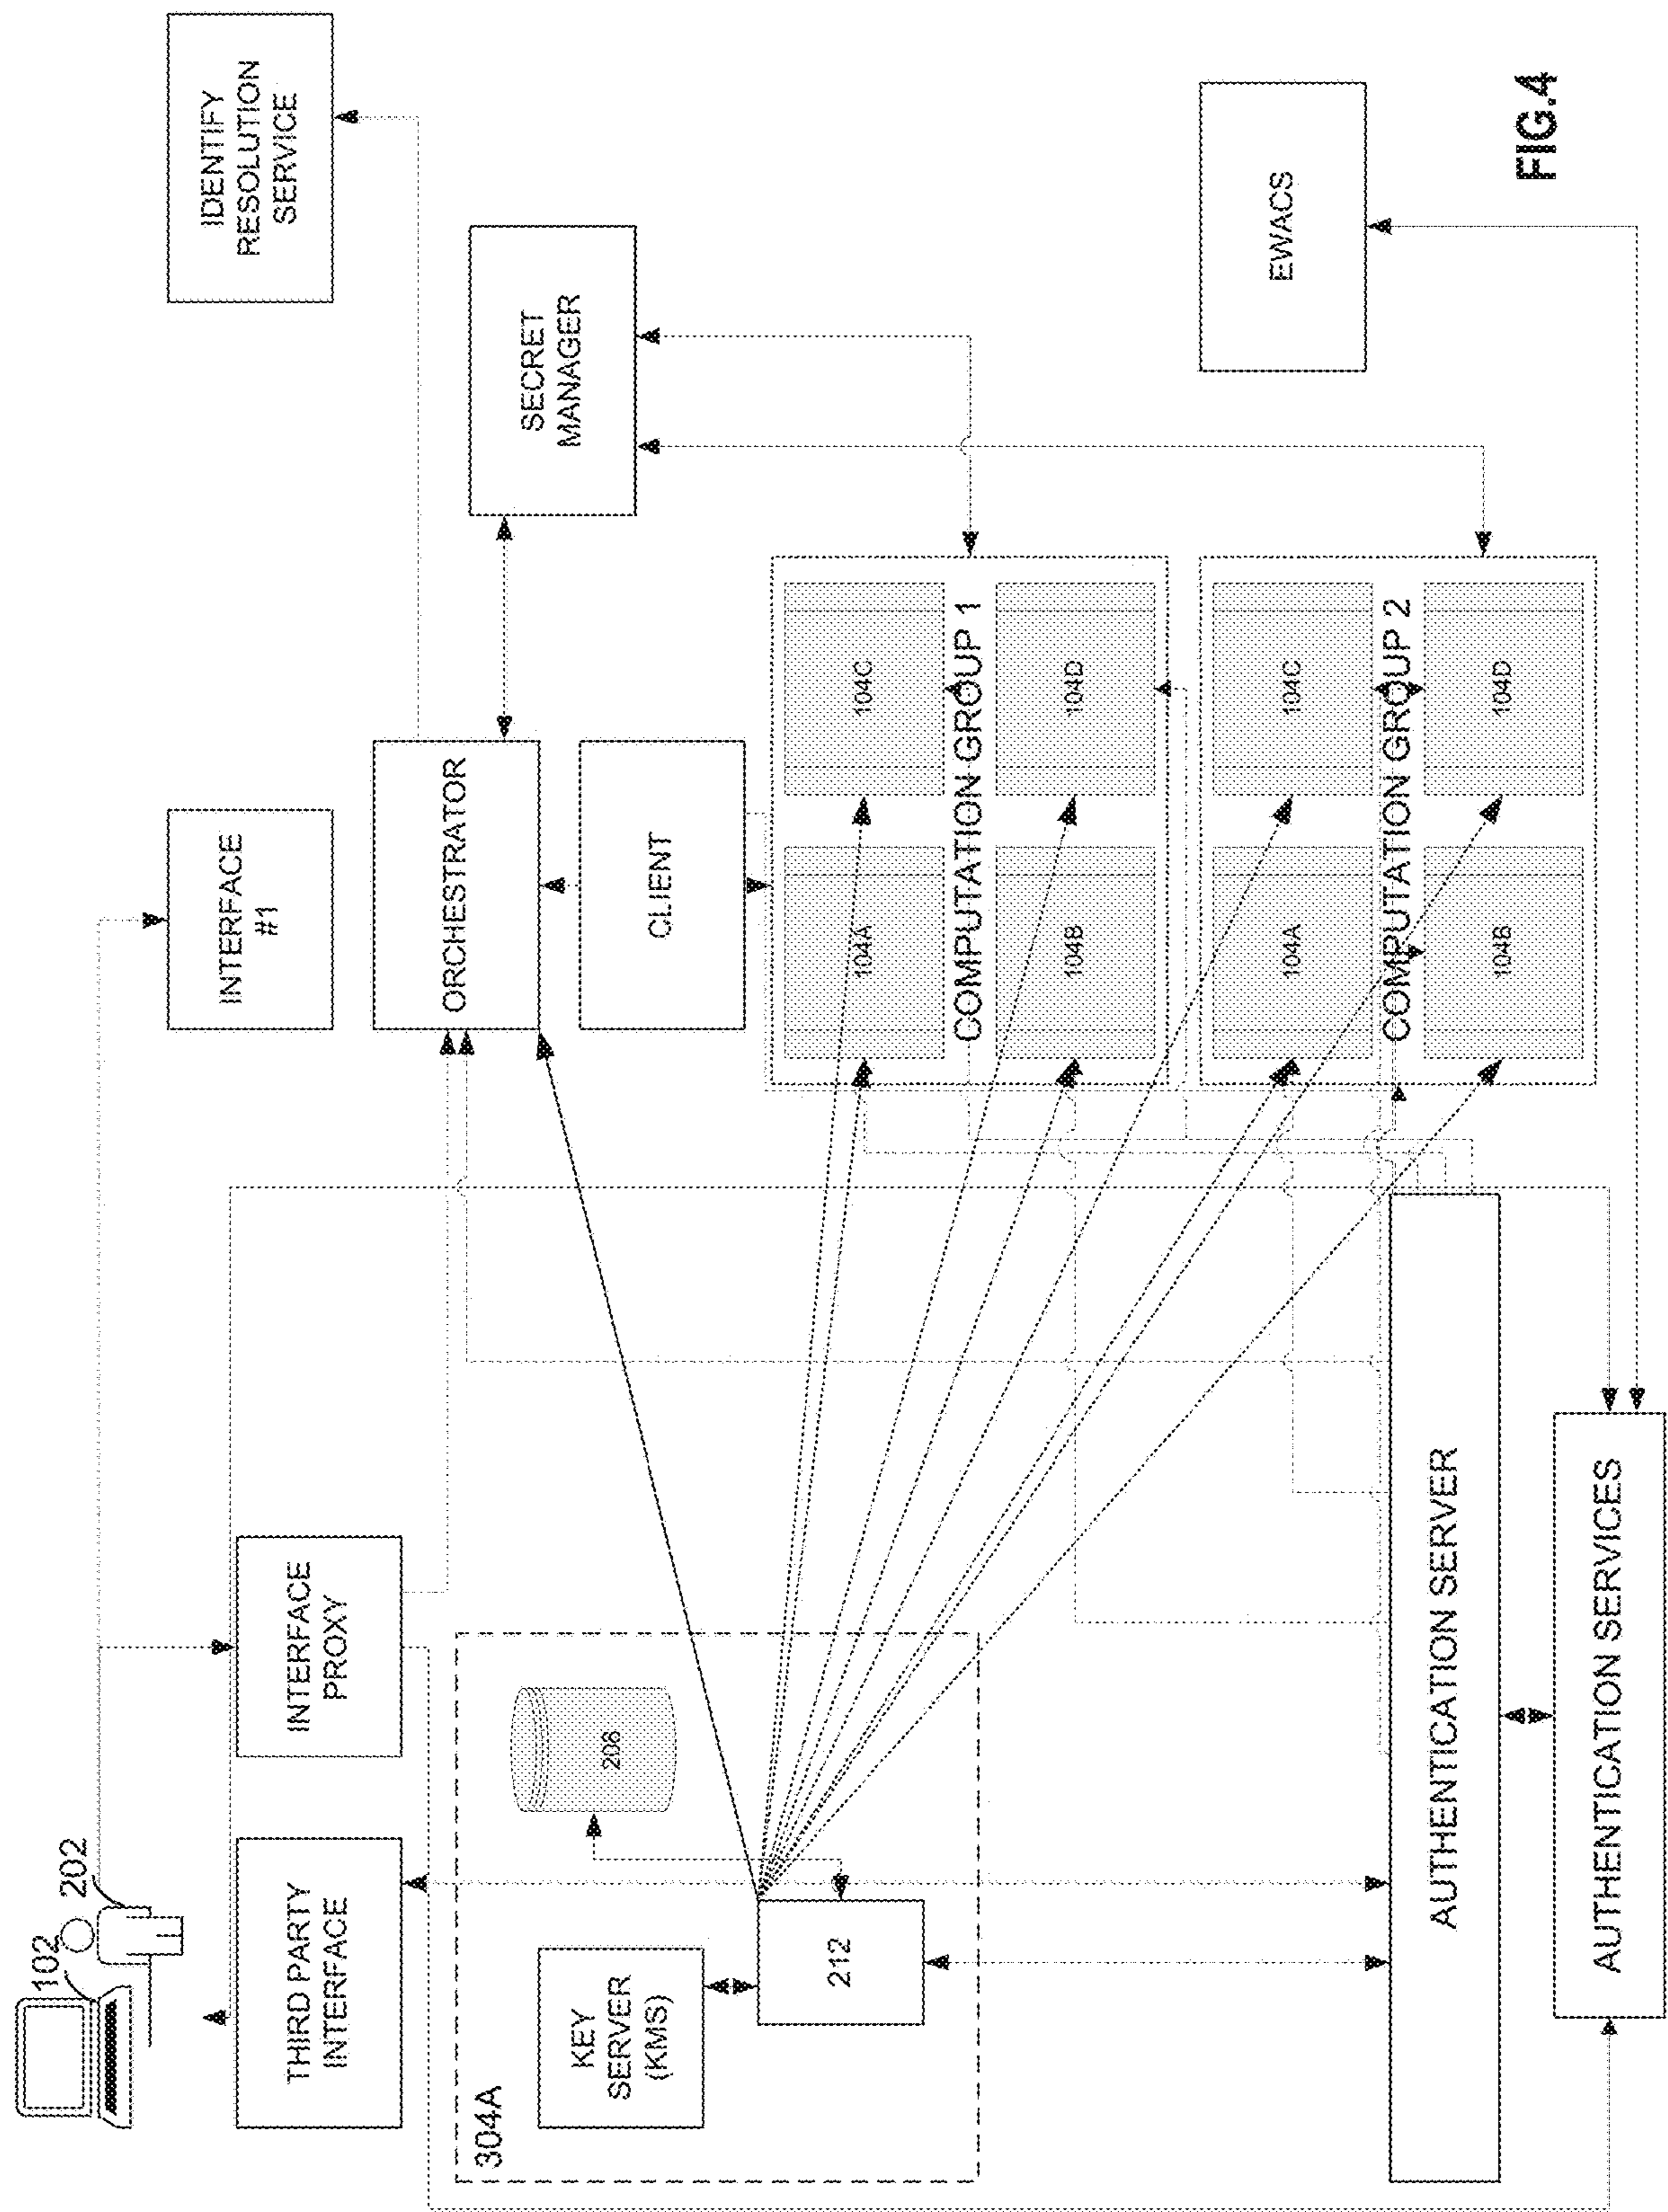 102
202
THIRD PARTY
INTERFACE
INTERFACE
PROXY
INTERFACE
#1
IDENTIFY
RESOLUTION
SERVICE
304A
KEY
SERVER
(KMS)
212
ORCHESTRATOR
SECRET
MANAGER
CLIENT
104A
104C
COMPUTATION GROUP 1
104B
104D
104A
104C
COMPUTATION GROUP 2
104B
104D
EWACS
AUTHENTICATION SERVER
AUTHENTICATION SERVICES
FIG.4